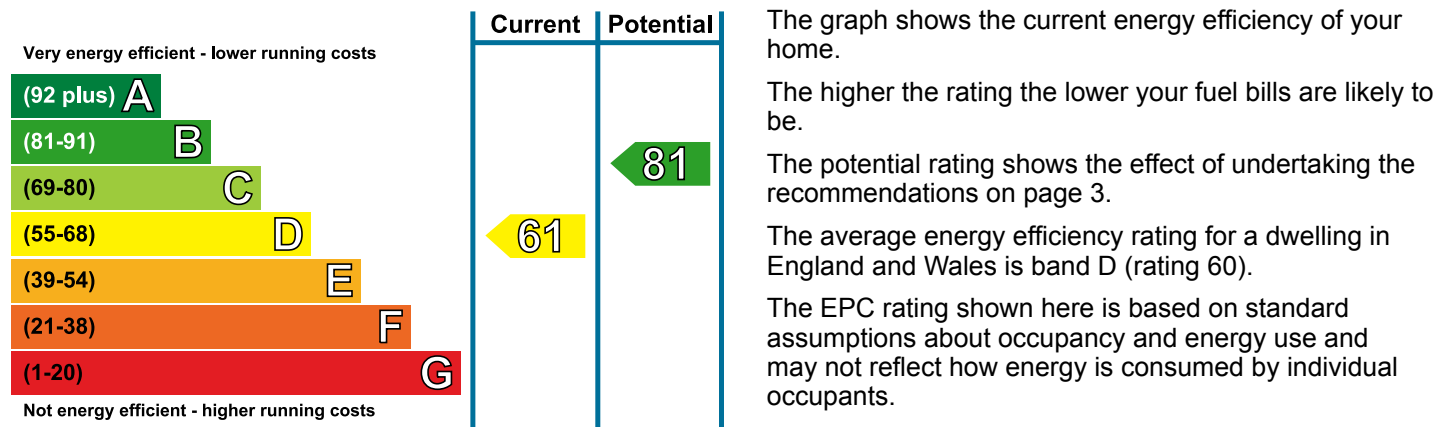 Current Potential
Very energy efficient - lower running costs
(92 plus) A
(81-91) B
81
(69-80) C
(55-68) D
61
(39-54) E
(21-38) F
(1-20) G
Not energy efficient - higher running costs
The graph shows the current energy efficiency of your
home.
The higher the rating the lower your fuel bills are likely to
be.
The potential rating shows the effect of undertaking the
recommendations on page 3.
The average energy efficiency rating for a dwelling in
England and Wales is band D (rating 60).
The EPC rating shown here is based on standard
assumptions about occupancy and energy use and
may not reflect how energy is consumed by individual
occupants.